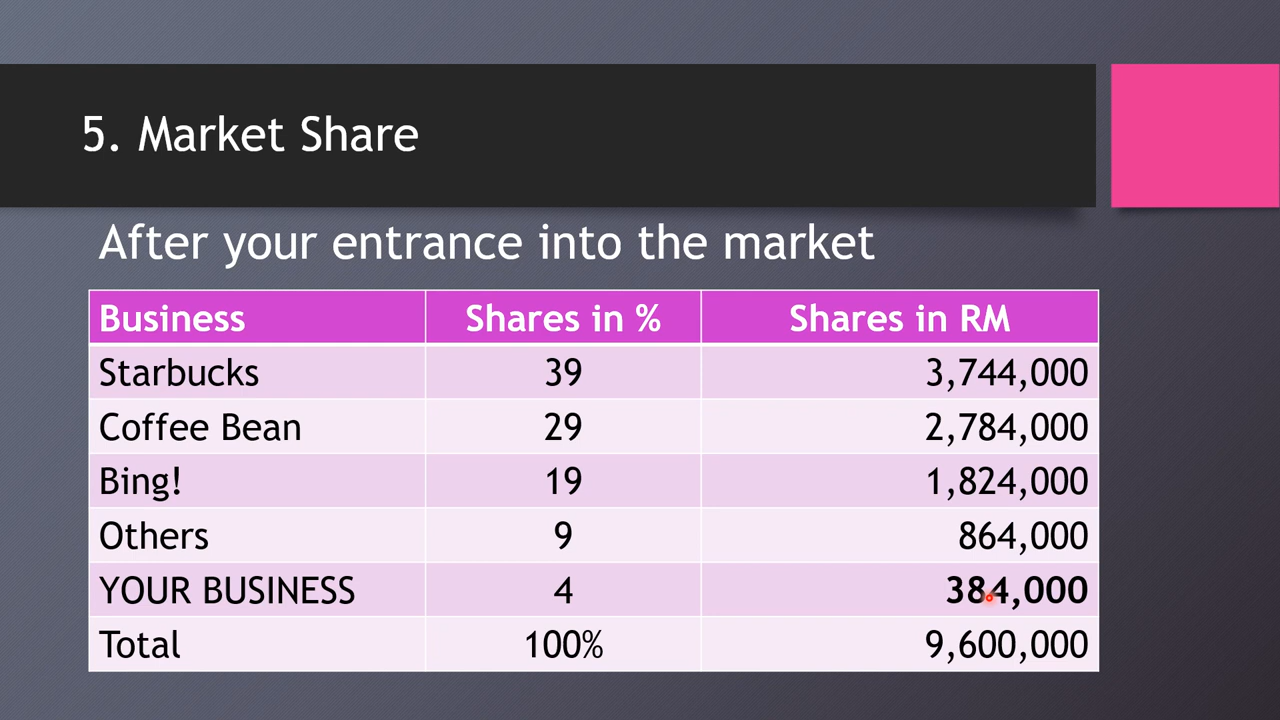 5. Market Share
After your entrance into the market
Business Shares in % Shares in RM
Starbucks 39 3,744,000
Coffee Bean 29 2,784,000
Bing! 19 1,824,000
Others 9 864,000
YOUR BUSINESS 4 384,000
Total 100% 9,600,000